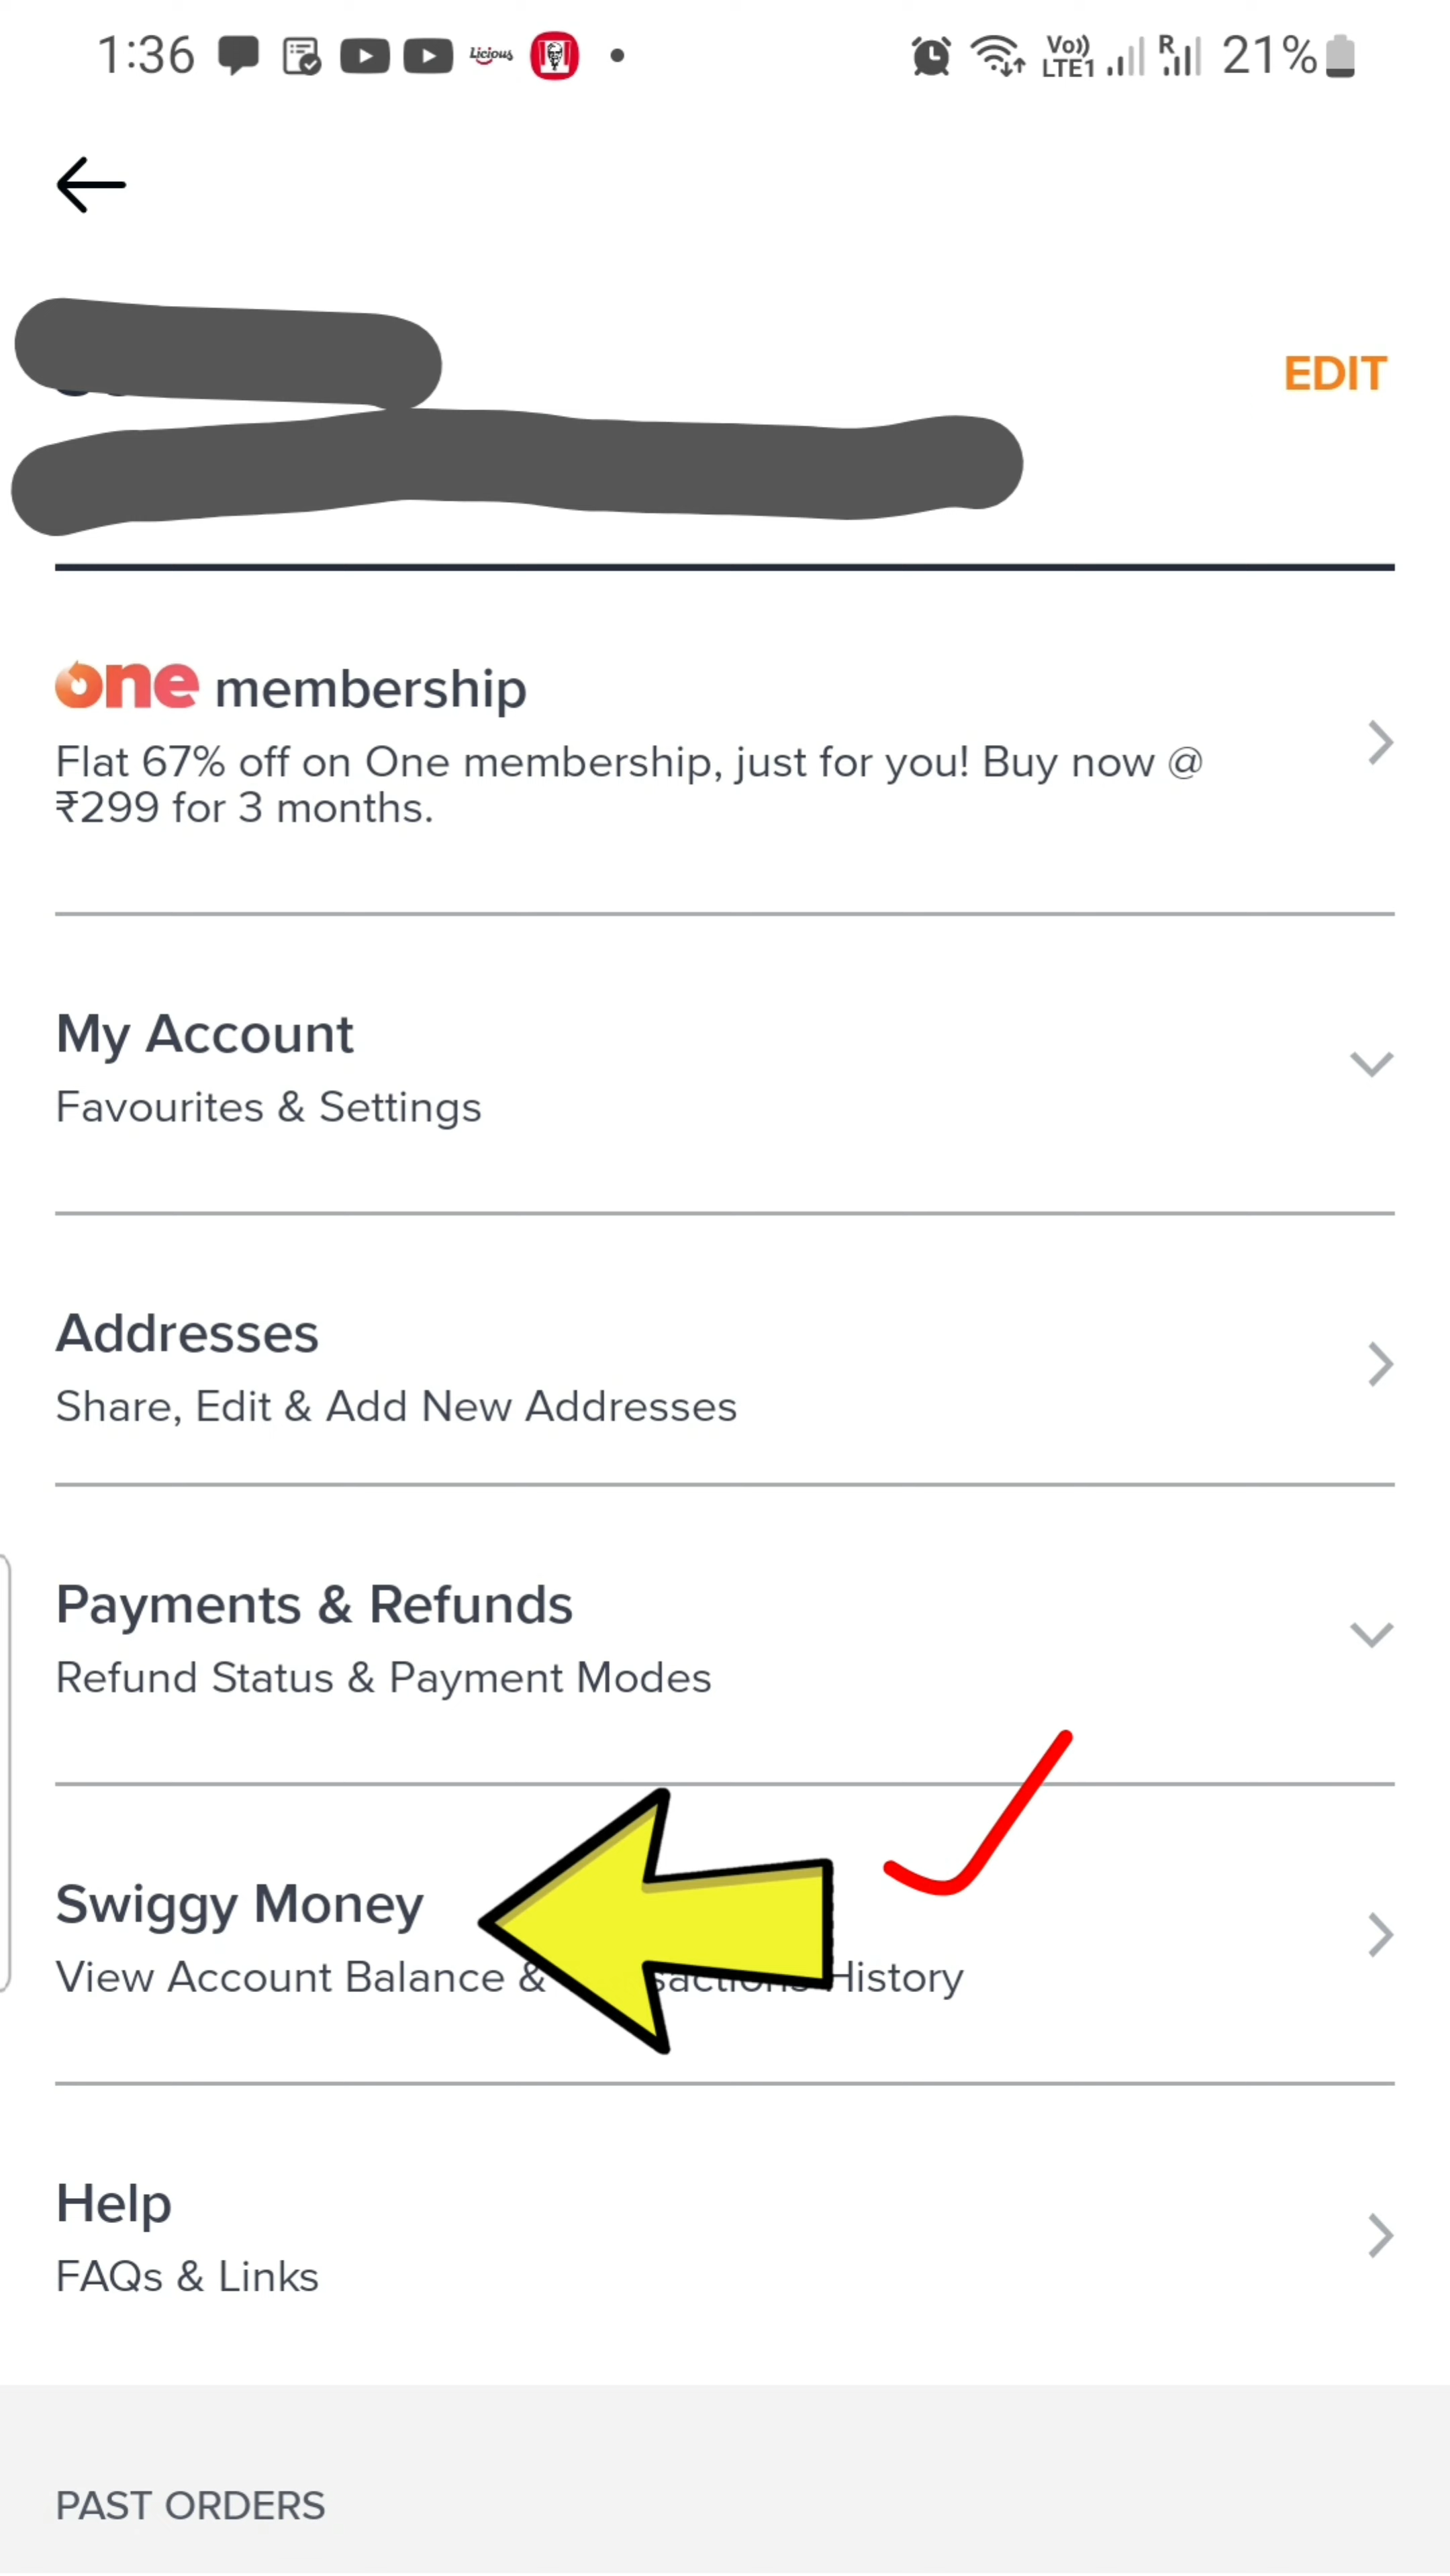 1:36 Licious Vo)) LTE1 R 21%
EDIT
one membership
Flat 67% off on One membership, just for you! Buy now @
₹299 for 3 months.
My Account
Favourites & Settings
Addresses
Share, Edit & Add New Addresses
Payments & Refunds
Refund Status & Payment Modes
Swiggy Money
View Account Balance & History
Help
FAQs & Links
PAST ORDERS